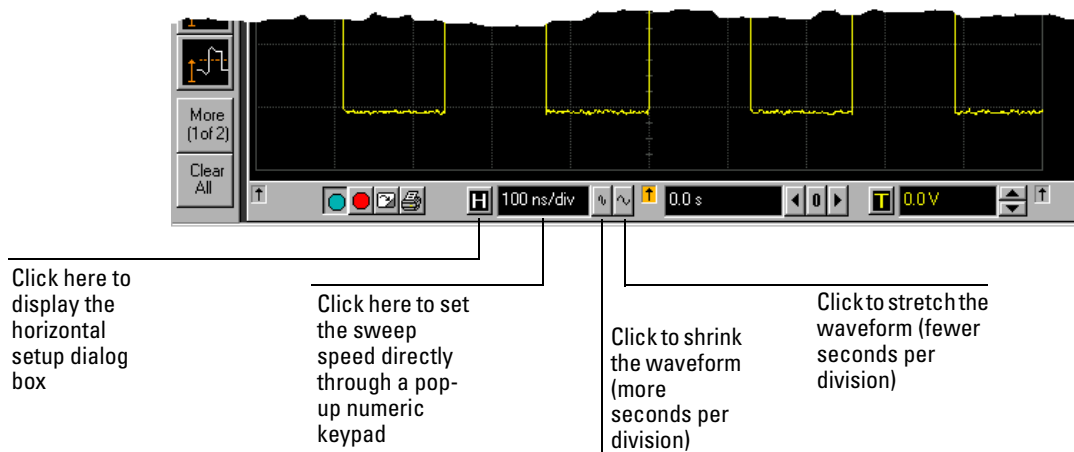 More
(1of 2)
Clear
All
H
100 ns/div
0.0 s
0
T
0.0 V
Click here to
display the
horizontal
setup dialog
box
Click here to set
the sweep
speed directly
through a pop-
up numeric
keypad
Click to shrink
the waveform
(more
seconds per
division)
Click to stretch the
waveform (fewer
seconds per
division)